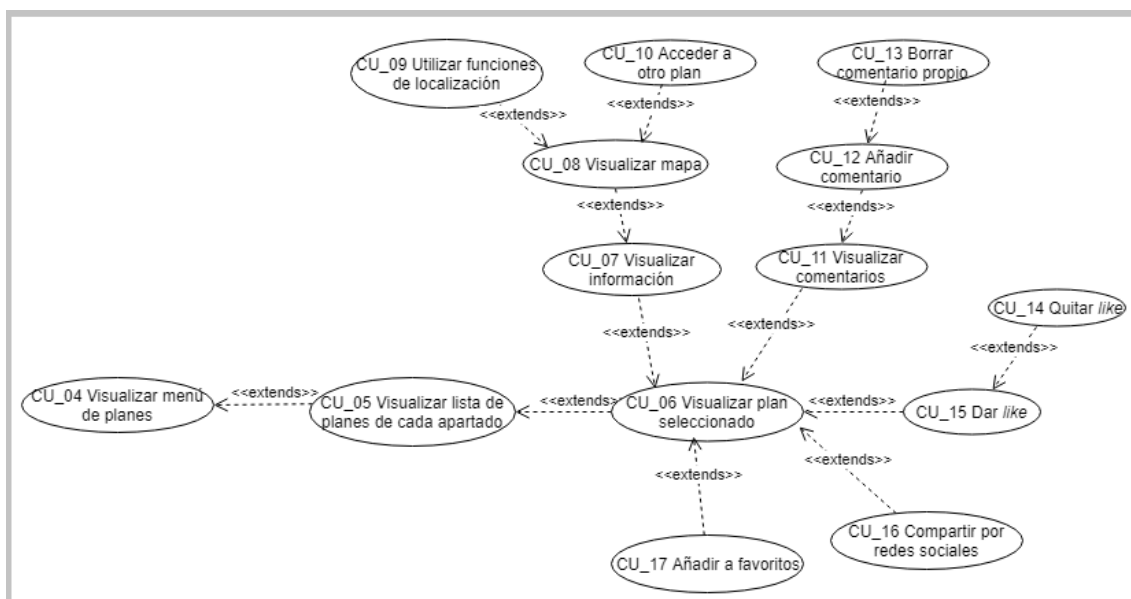 CU_09 Utilizar funciones
de localización
CU_10 Acceder a
otro plan
CU_13 Borrar
comentario propio
<<extends>>
<<extends>>
<<extends>>
CU_08 Visualizar mapa
CU_12 Añadir
comentario
<<extends>>
<<extends>>
CU_07 Visualizar
información
CU_11 Visualizar
comentarios
CU_14 Quitar like
<<extends>>
<<extends>>
<<extends>>
CU_04 Visualizar menú
de planes
<<extends>>
CU_05 Visualizar lista de
planes de cada apartado
<<extends>>
CU_06 Visualizar plan
seleccionado
<<extends>>
CU_15 Dar like
<<extends>>
<<extends>>
CU_16 Compartir por
redes sociales
CU_17 Añadir a favoritos